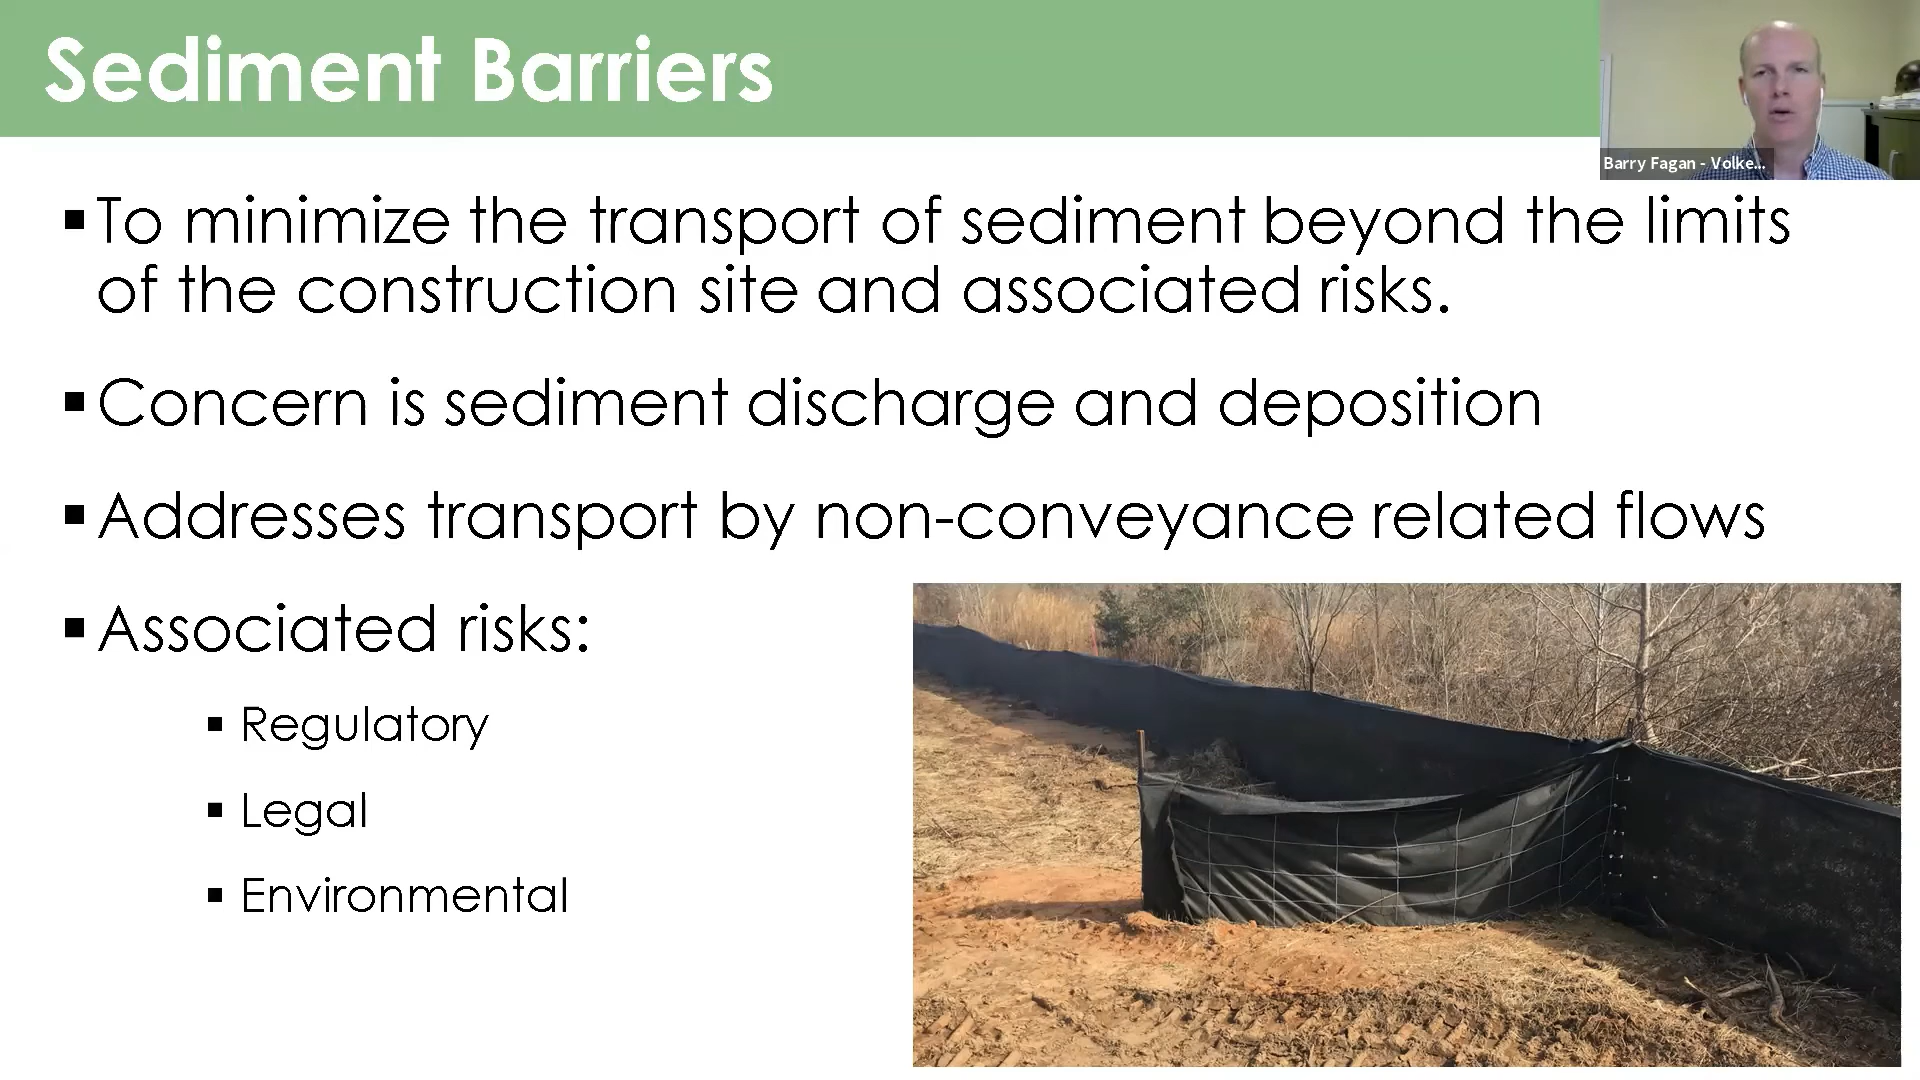 Sediment Barriers
Barry Fagan - Volke...
▪ To minimize the transport of sediment beyond the limits
of the construction site and associated risks.
▪ Concern is sediment discharge and deposition
▪ Addresses transport by non-conveyance related flows
▪ Associated risks:
▪ Regulatory
▪ Legal
▪ Environmental